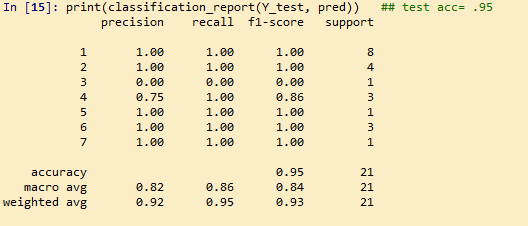 In [15]: print(classification_report(Y_test, pred))   ## test acc= .95
              precision    recall  f1-score   support

           1       1.00      1.00      1.00         8
           2       1.00      1.00      1.00         4
           3       0.00      0.00      0.00         1
           4       0.75      1.00      0.86         3
           5       1.00      1.00      1.00         1
           6       1.00      1.00      1.00         3
           7       1.00      1.00      1.00         1

    accuracy                           0.95        21
   macro avg       0.82      0.86      0.84        21
weighted avg       0.92      0.95      0.93        21